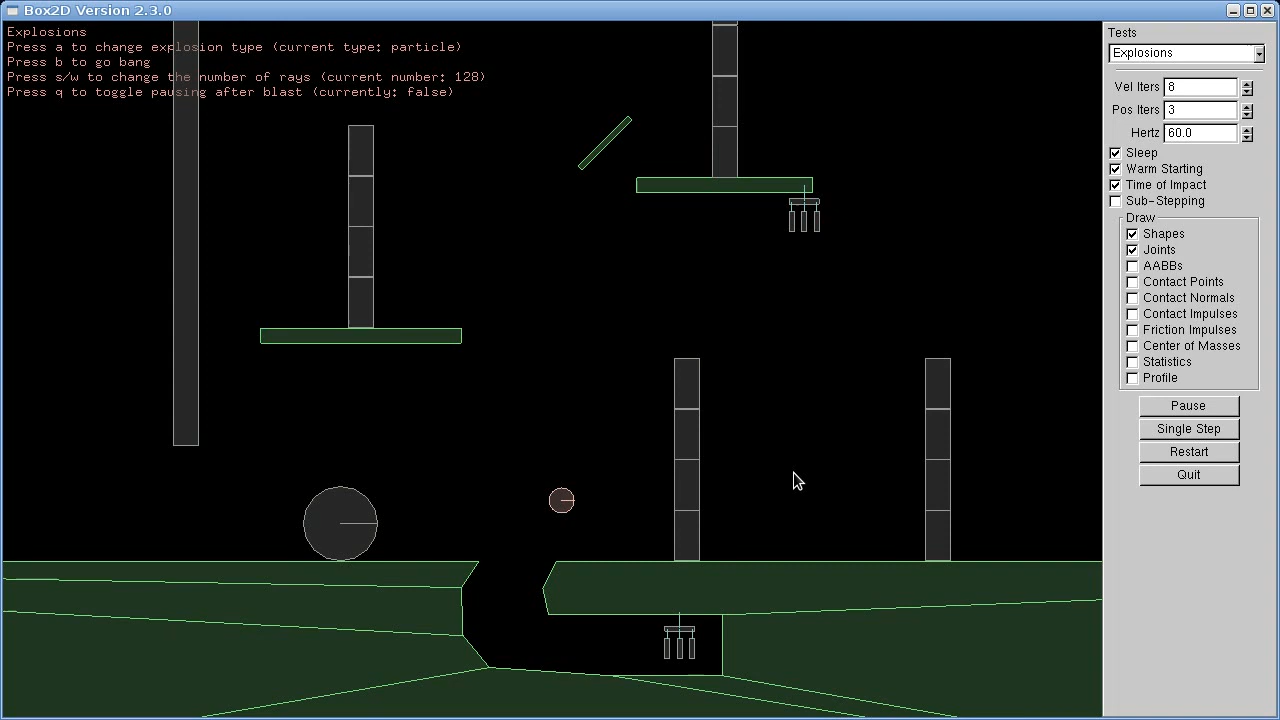 Box2D Version 2.3.0
Explosions
Press a to change explosion type (current type: particle)
Press b to go bang
Press s/w to change the number of rays (current number: 128)
Press q to toggle pausing after blast (currently: false)
Tests
Explosions
Vel Iters 8
Pos Iters 3
Hertz 60.0
Sleep
Warm Starting
Time of Impact
Sub-Stepping
Draw
Shapes
Joints
AABBs
Contact Points
Contact Normals
Contact Impulses
Friction Impulses
Center of Masses
Statistics
Profile
Pause
Single Step
Restart
Quit